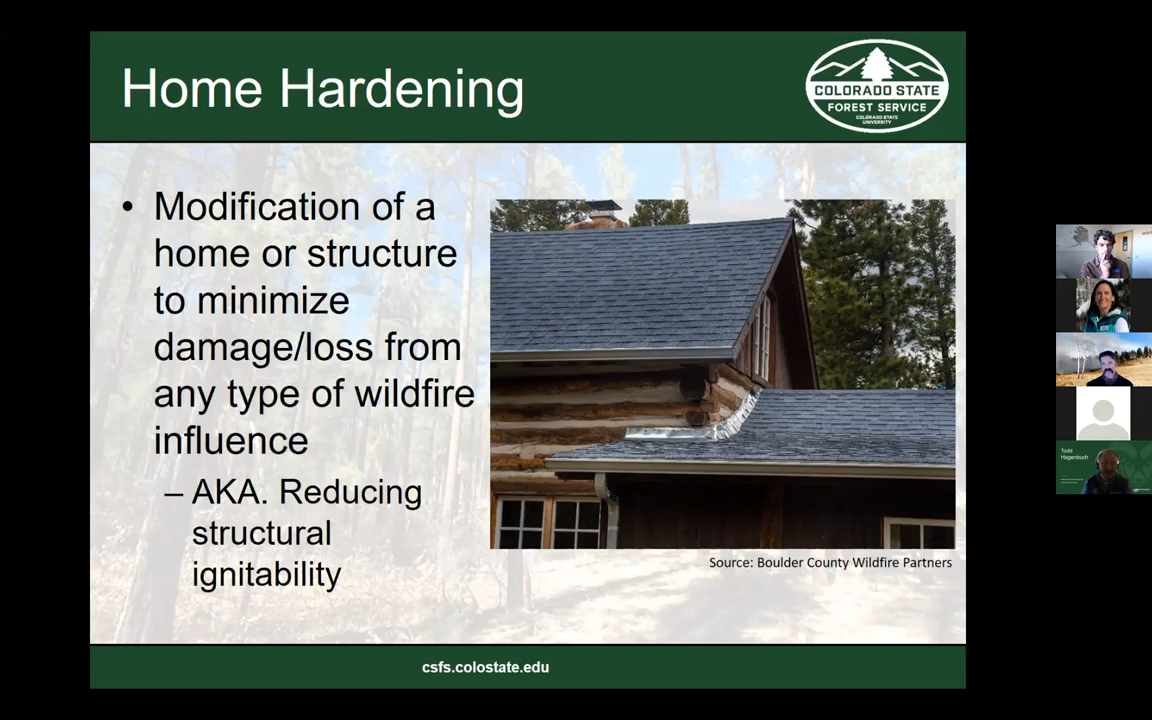 Home Hardening
COLORADO STATE
FOREST SERVICE
COLORADO STATE
UNIVERSITY
• Modification of a
home or structure
to minimize
damage/loss from
any type of wildfire
influence
– AKA. Reducing
structural
ignitability
Source: Boulder County Wildfire Partners
csfs.colostate.edu
Todd
Hagenbuch